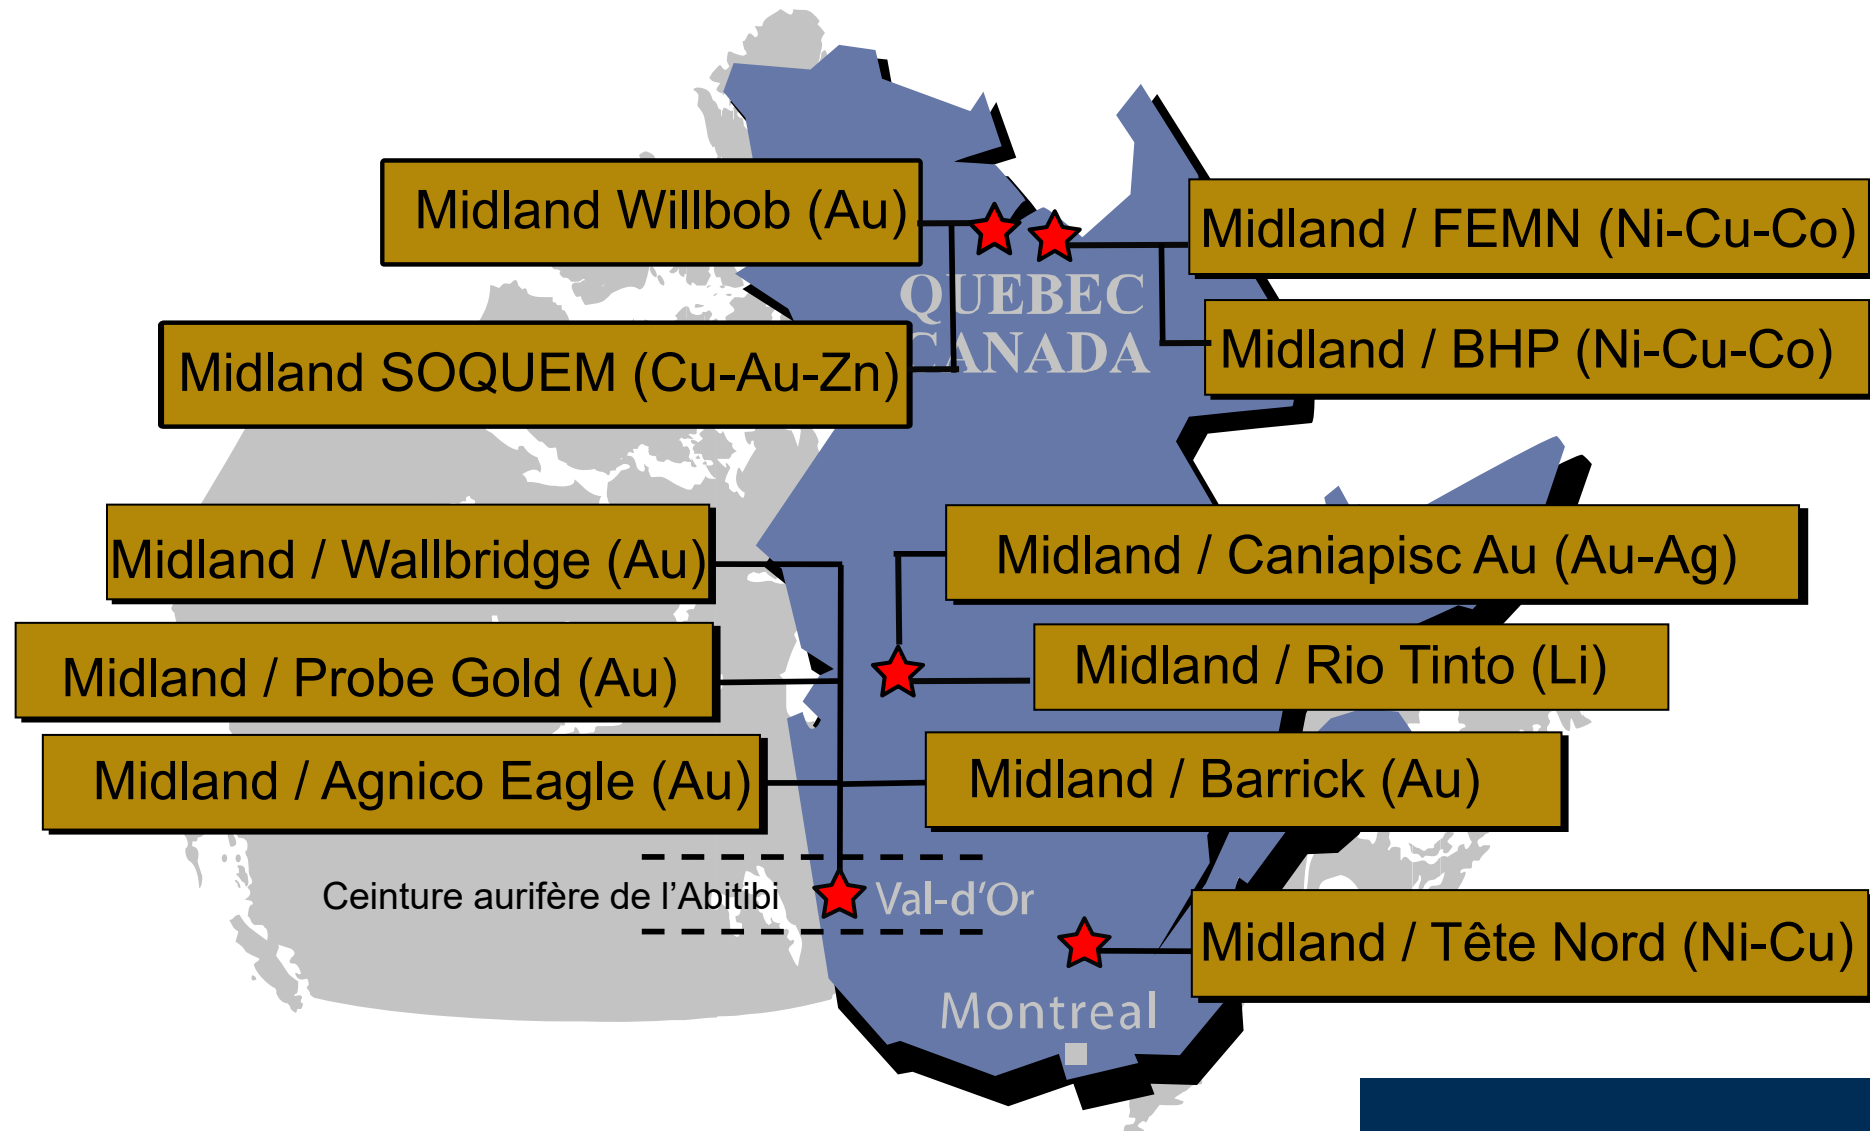 Midland Willbob (Au)
Midland / FEMN (Ni-Cu-Co)
QUEBEC
CANADA
Midland / BHP (Ni-Cu-Co)
Midland SOQUEM (Cu-Au-Zn)
Midland / Wallbridge (Au)
Midland / Caniapisc Au (Au-Ag)
Midland / Probe Gold (Au)
Midland / Rio Tinto (Li)
Midland / Agnico Eagle (Au)
Midland / Barrick (Au)
Ceinture aurifère de l’Abitibi
Val-d'Or
Midland / Tête Nord (Ni-Cu)
Montreal